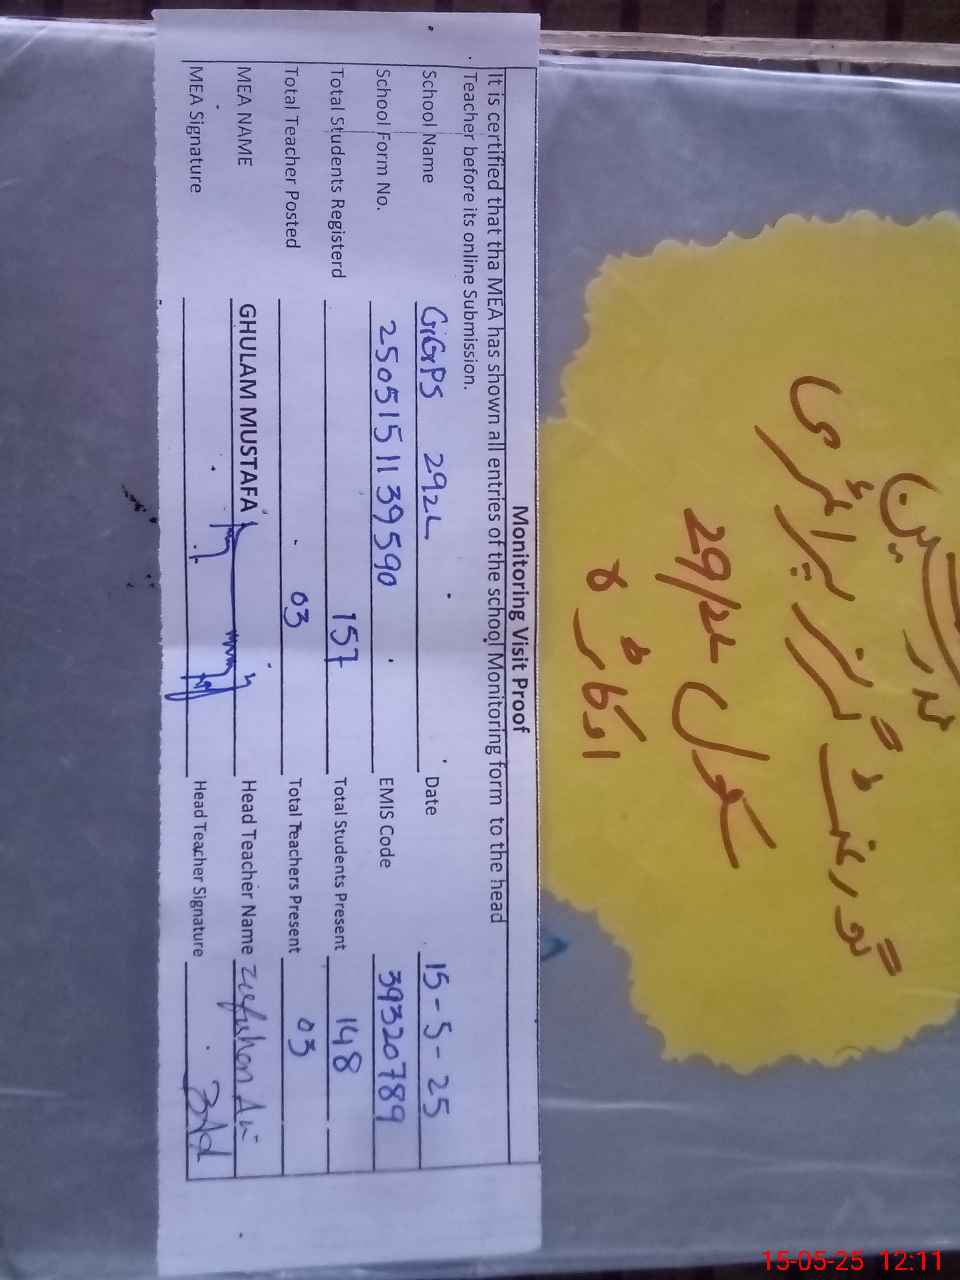 Monitoring Visit Proof
It is certified that tha MEA has shown all entries of the school Monitoring form to the head
Teacher before its online Submission.
School Name GGPS 292L Date 15-5-25
School Form No. 2505151139590 EMIS Code 39320789
Total Students Registerd 157 Total Students Present 148
Total Teacher Posted 03 Total Teachers Present 03
MEA NAME GHULAM MUSTAFA Head Teacher Name
MEA Signature Head Teacher Signature
گورنمنٹ گرلز پرائمری
سکول 29/2L
اوکاڑہ
15-05-25 12:11